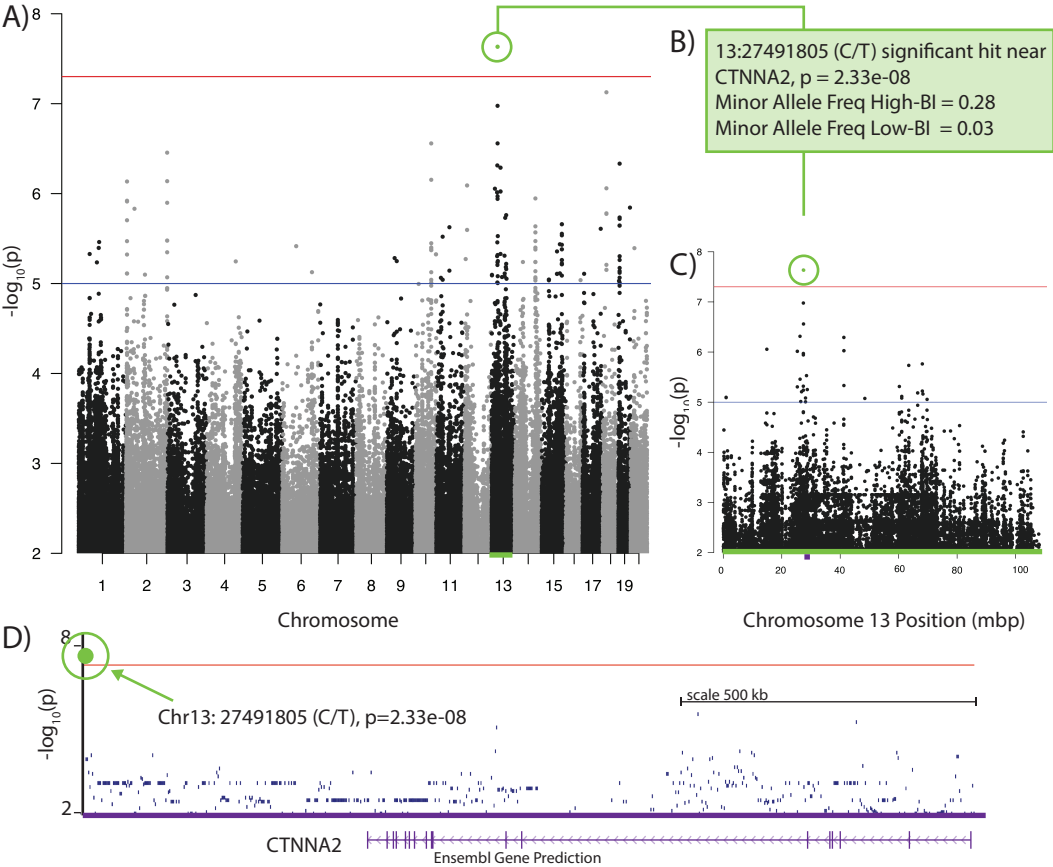 A)
8
7
6
5
4
3
2
-log10(p)
1 2 3 4 5 6 7 8 9 11 13 15 17 19
Chromosome
B)
13:27491805 (C/T) significant hit near
CTNNA2, p = 2.33e-08
Minor Allele Freq High-BI = 0.28
Minor Allele Freq Low-BI = 0.03
C)
8
7
6
5
4
3
2
-log10(p)
0 20 40 60 80 100
Chromosome 13 Position (mbp)
D)
8
2
-log10(p)
scale 500 kb
Chr13: 27491805 (C/T), p=2.33e-08
CTNNA2
Ensembl Gene Prediction